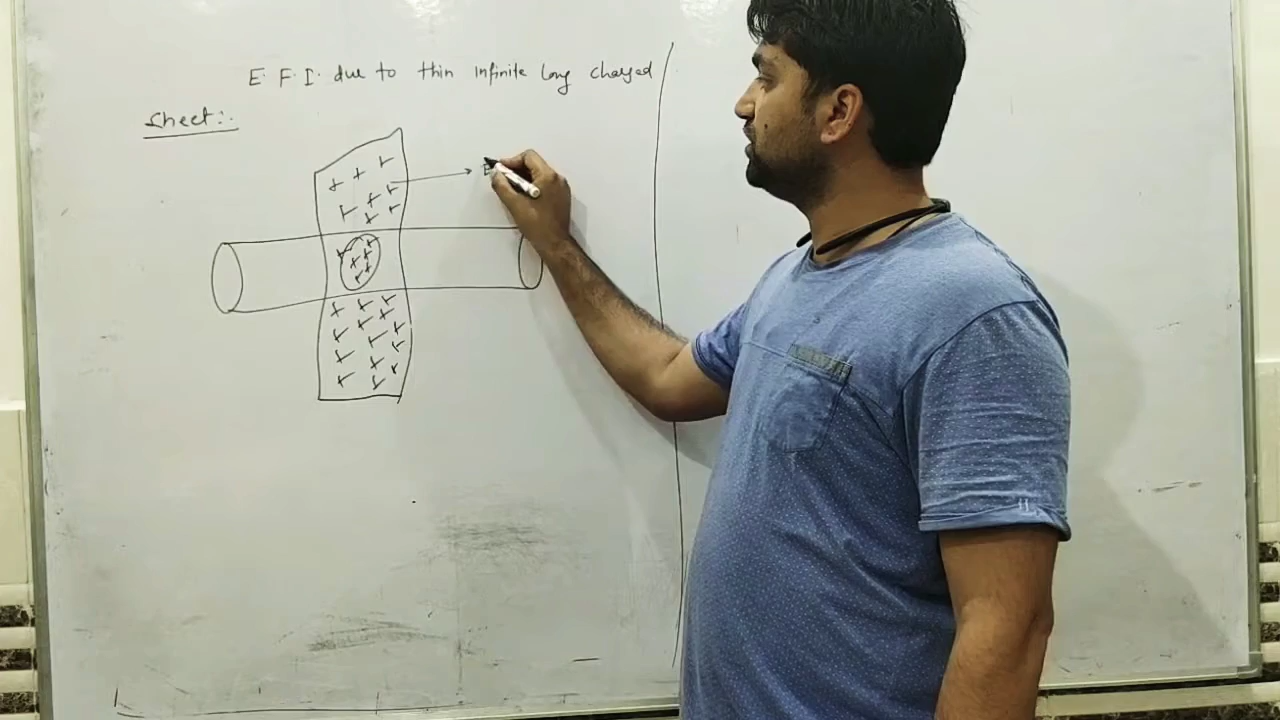 E. F. I. due to thin infinite long charged
Sheet:-
E